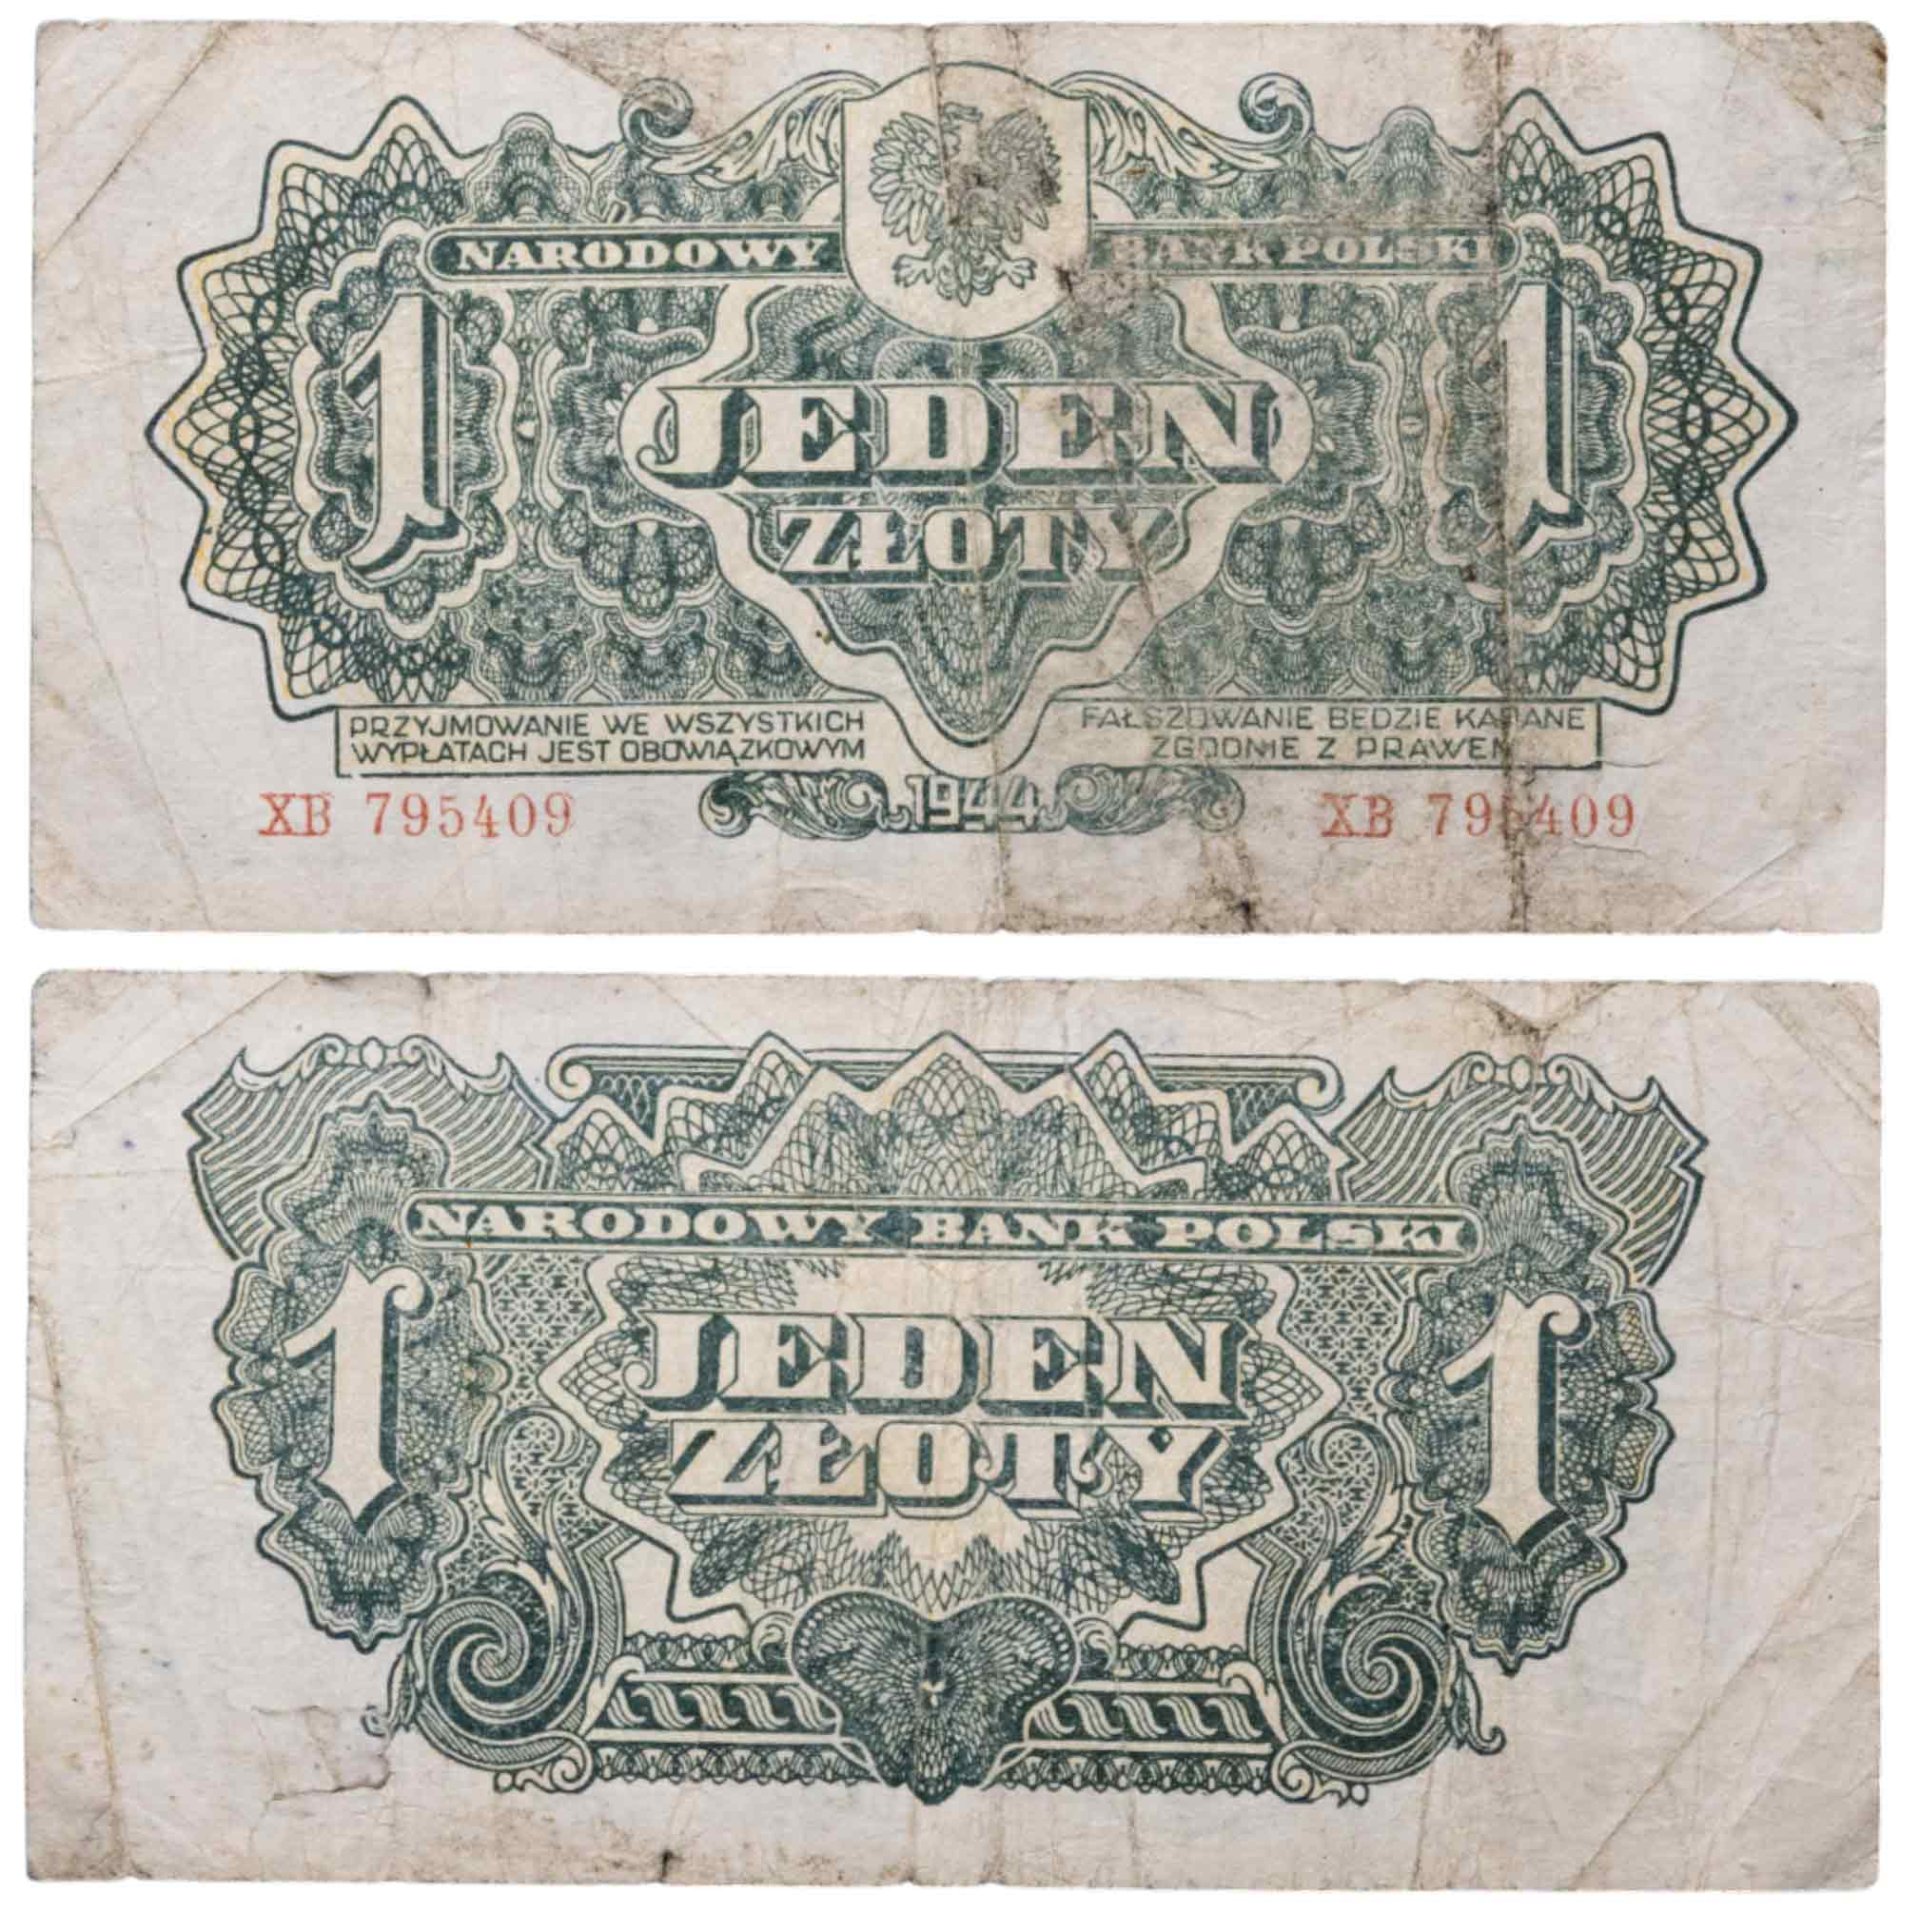 NARODOWY BANK POLSKI
1 1
JEDEN
ZŁOTY
PRZYJMOWANIE WE WSZYSTKICH
WYPŁATACH JEST OBOWIĄZKOWYM
FAŁSZOWANIE BEDZIE KARANE
ZGODNIE Z PRAWEM
XB 795409
1944
XB 795409
NARODOWY BANK POLSKI
1 1
JEDEN
ZŁOTY